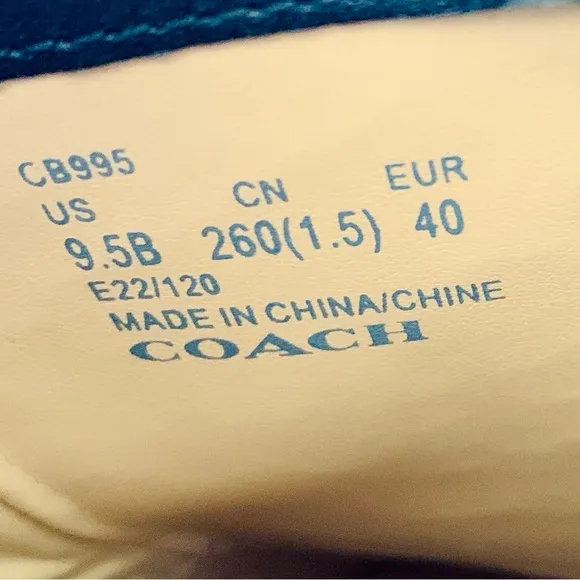 CB995
US CN EUR
9.5B 260(1.5) 40
E22/120
MADE IN CHINA/CHINE
COACH